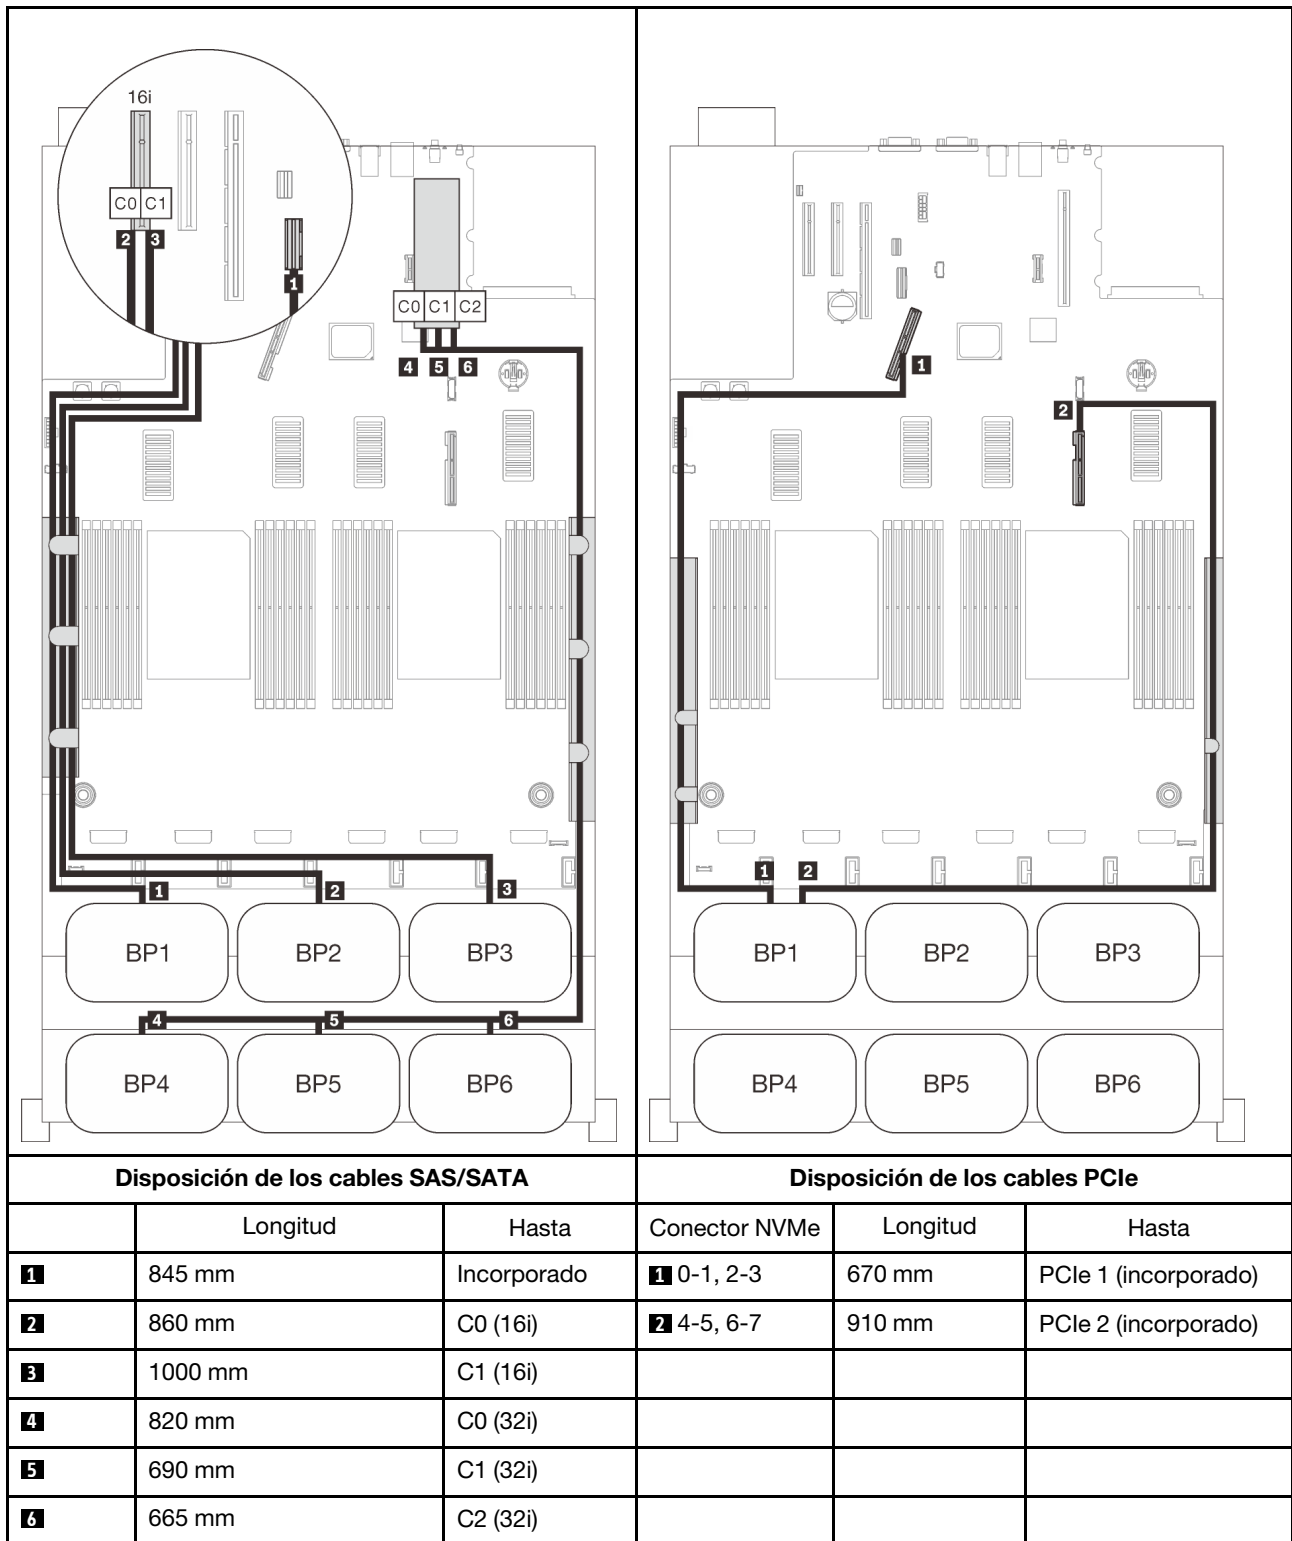 16i
C0 C1
2 3
1
C0 C1 C2
4 5 6
1 2 3
BP1 BP2 BP3
4 5 6
BP4 BP5 BP6
1
2
1 2
BP1 BP2 BP3
BP4 BP5 BP6
Disposición de los cables SAS/SATA
Disposición de los cables PCIe
Longitud Hasta Conector NVMe Longitud Hasta
1 845 mm Incorporado 1 0-1, 2-3 670 mm PCIe 1 (incorporado)
2 860 mm C0 (16i) 2 4-5, 6-7 910 mm PCIe 2 (incorporado)
3 1000 mm C1 (16i)
4 820 mm C0 (32i)
5 690 mm C1 (32i)
6 665 mm C2 (32i)